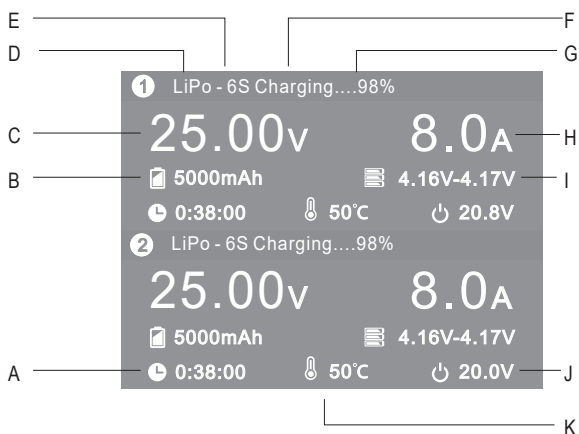 E F
D G
1 LiPo - 6S Charging....98%
C 25.00V 8.0A H
B 5000mAh 4.16V-4.17V I
0:38:00 50°C 20.8V
2 LiPo - 6S Charging....98%
25.00V 8.0A
5000mAh 4.16V-4.17V
A 0:38:00 50°C 20.0V J
K